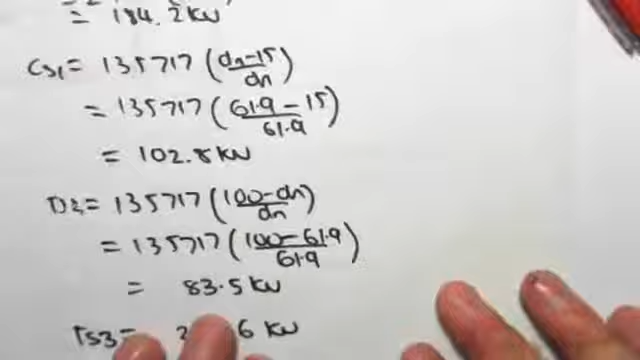 = 184.2 kN
Cs1 = 135717 (dn-15/dn)
= 135717 (61.9-15/61.9)
= 102.8 kN
= 135717 (100-dn/dn)
= 135717 (100-61.9/61.9)
= 83.5 kN
Ts3 = 6 kN